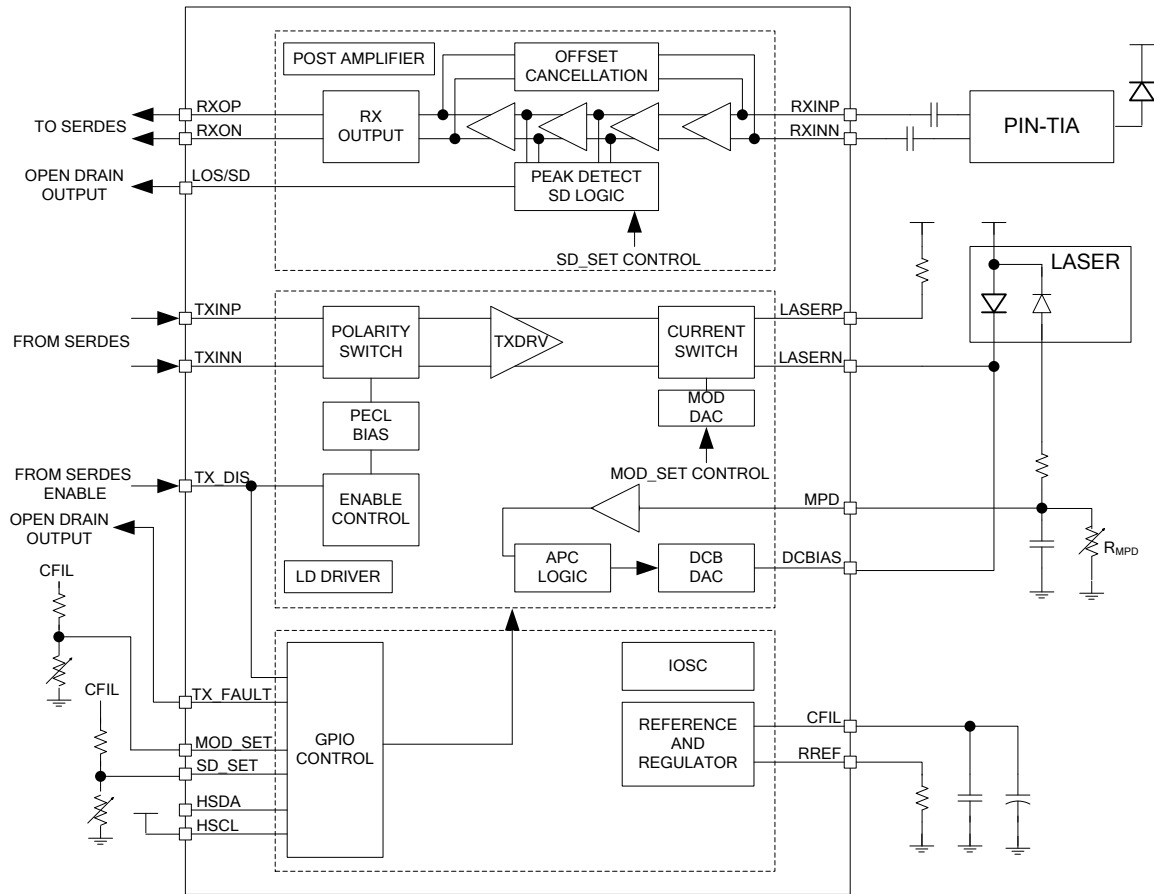 POST AMPLIFIER
OFFSET
CANCELLATION
RXOP
RXON
TO SERDES
RX
OUTPUT
RXINP
RXINN
PIN-TIA
LOS/SD
OPEN DRAIN
OUTPUT
PEAK DETECT
SD LOGIC
SD_SET CONTROL
TXINP
TXINN
FROM SERDES
POLARITY
SWITCH
TXDRV
CURRENT
SWITCH
LASERP
LASERN
LASER
PECL
BIAS
MOD
DAC
MOD_SET CONTROL
FROM SERDES
ENABLE
TX_DIS
ENABLE
CONTROL
OPEN DRAIN
OUTPUT
MPD
RMPD
APC
LOGIC
DCB
DAC
DCBIAS
LD DRIVER
CFIL
CFIL
TX_FAULT
MOD_SET
SD_SET
HSDA
HSCL
GPIO
CONTROL
IOSC
REFERENCE
AND
REGULATOR
CFIL
RREF